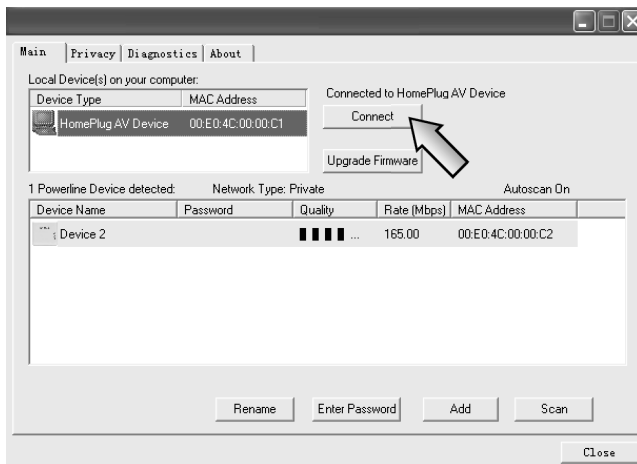 Main Privacy Diagnostics About
Local Device(s) on your computer:
Device Type MAC Address
HomePlug AV Device 00:E0:4C:00:00:C1
Connected to HomePlug AV Device
Connect
Upgrade Firmware
1 Powerline Device detected: Network Type: Private Autoscan On
Device Name Password Quality Rate (Mbps) MAC Address
Device 2 ... 165.00 00:E0:4C:00:00:C2
Rename Enter Password Add Scan
Close